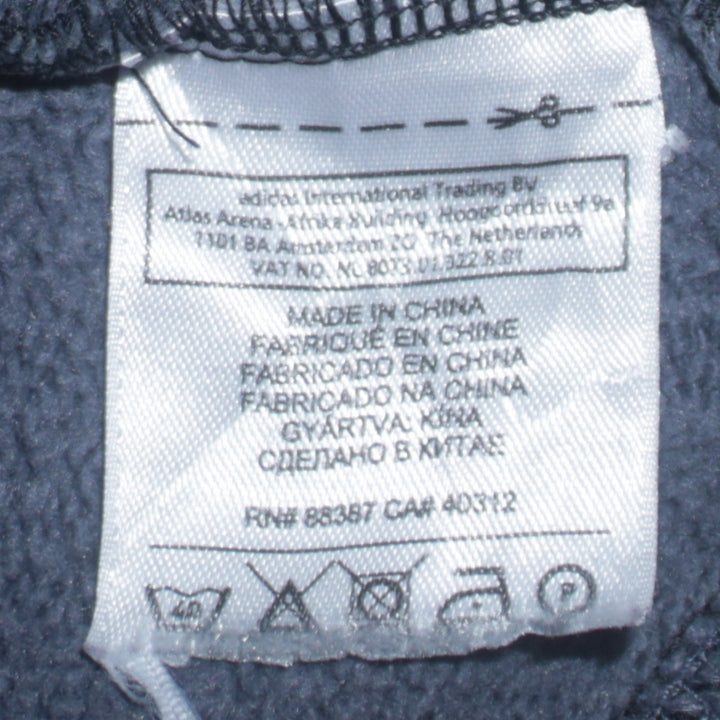 adidas International Trading BV
Atlas Arena - Afrika Building Hoogoorddreef 9a
1101 BA Amsterdam ZO The Netherlands
VAT NO. NL 8073.01.322.B.01
MADE IN CHINA
FABRIQUÉ EN CHINE
FABRICADO EN CHINA
FABRICADO NA CHINA
GYÁRTVA: KÍNA
СДЕЛАНО В КИТАЕ
RN# 88387 CA# 40312
40
P